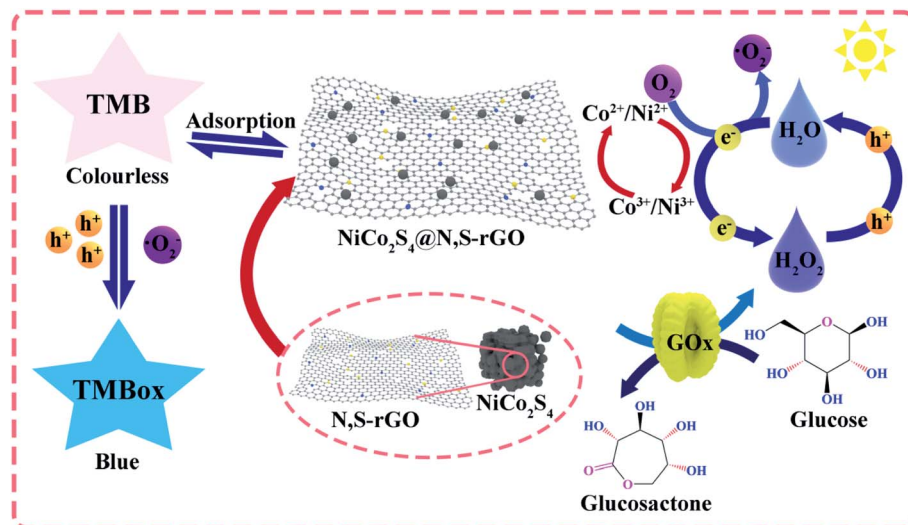 TMB
Colourless
Adsorption
h⁺
h⁺
h⁺
·O₂⁻
TMBox
Blue
NiCo₂S₄@N,S-rGO
N,S-rGO
NiCo₂S₄
Co²⁺/Ni²⁺
Co³⁺/Ni³⁺
O₂
·O₂⁻
e⁻
H₂O
h⁺
e⁻
H₂O₂
h⁺
GOx
O
OH
HO
HO
OH
OH
Glucose
OH
HO
OH
O
O
OH
OH
Glucosactone